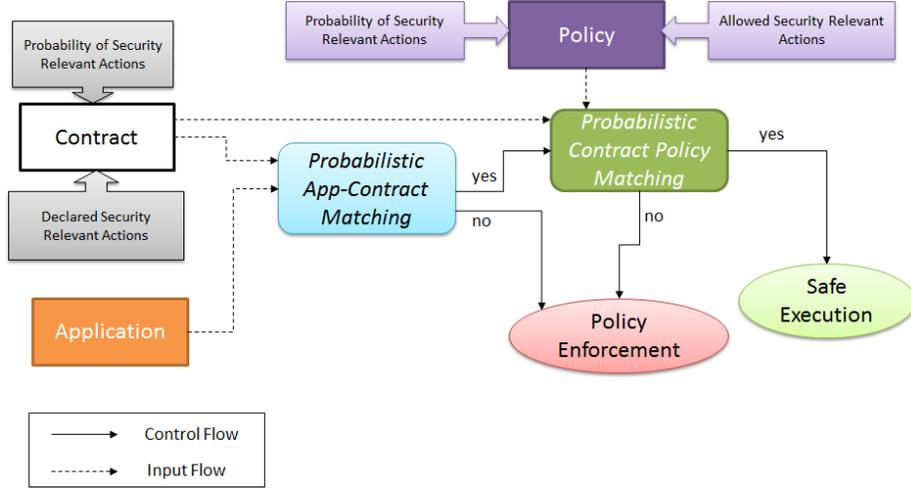 Probability of Security
Relevant Actions
Policy
Allowed Security Relevant
Actions
Probability of Security
Relevant Actions
Contract
Declared Security
Relevant Actions
Probabilistic
App-Contract
Matching
yes
no
Probabilistic
Contract Policy
Matching
yes
no
Application
Policy
Enforcement
Safe
Execution
Control Flow
Input Flow